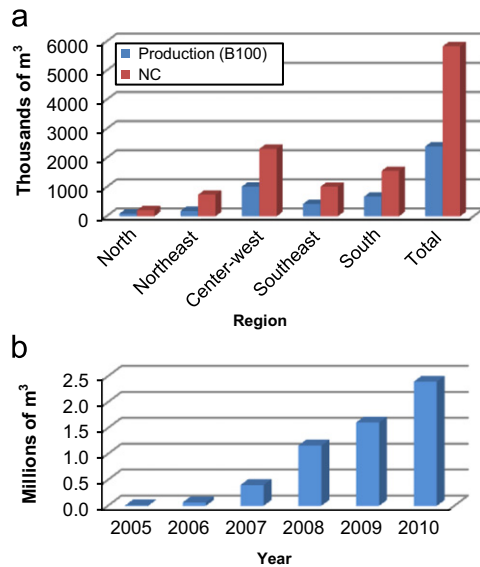 a
Thousands of m³
6000
5000
4000
3000
2000
1000
0
Production (B100)
NC
North
Northeast
Center-west
Southeast
South
Total
Region
b
Millions of m³
2.5
2.0
1.5
1.0
0.5
0.0
2005 2006 2007 2008 2009 2010
Year